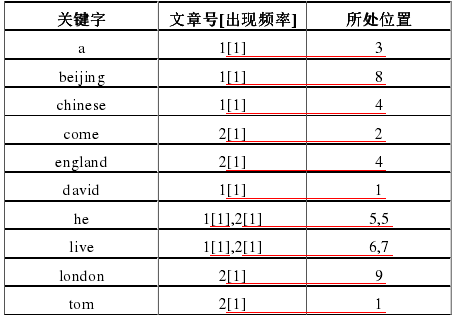 关键字 文章号[出现频率] 所处位置
a 1[1] 3
beijing 1[1] 8
chinese 1[1] 4
come 2[1] 2
england 2[1] 4
david 1[1] 1
he 1[1],2[1] 5,5
live 1[1],2[1] 6,7
london 2[1] 9
tom 2[1] 1